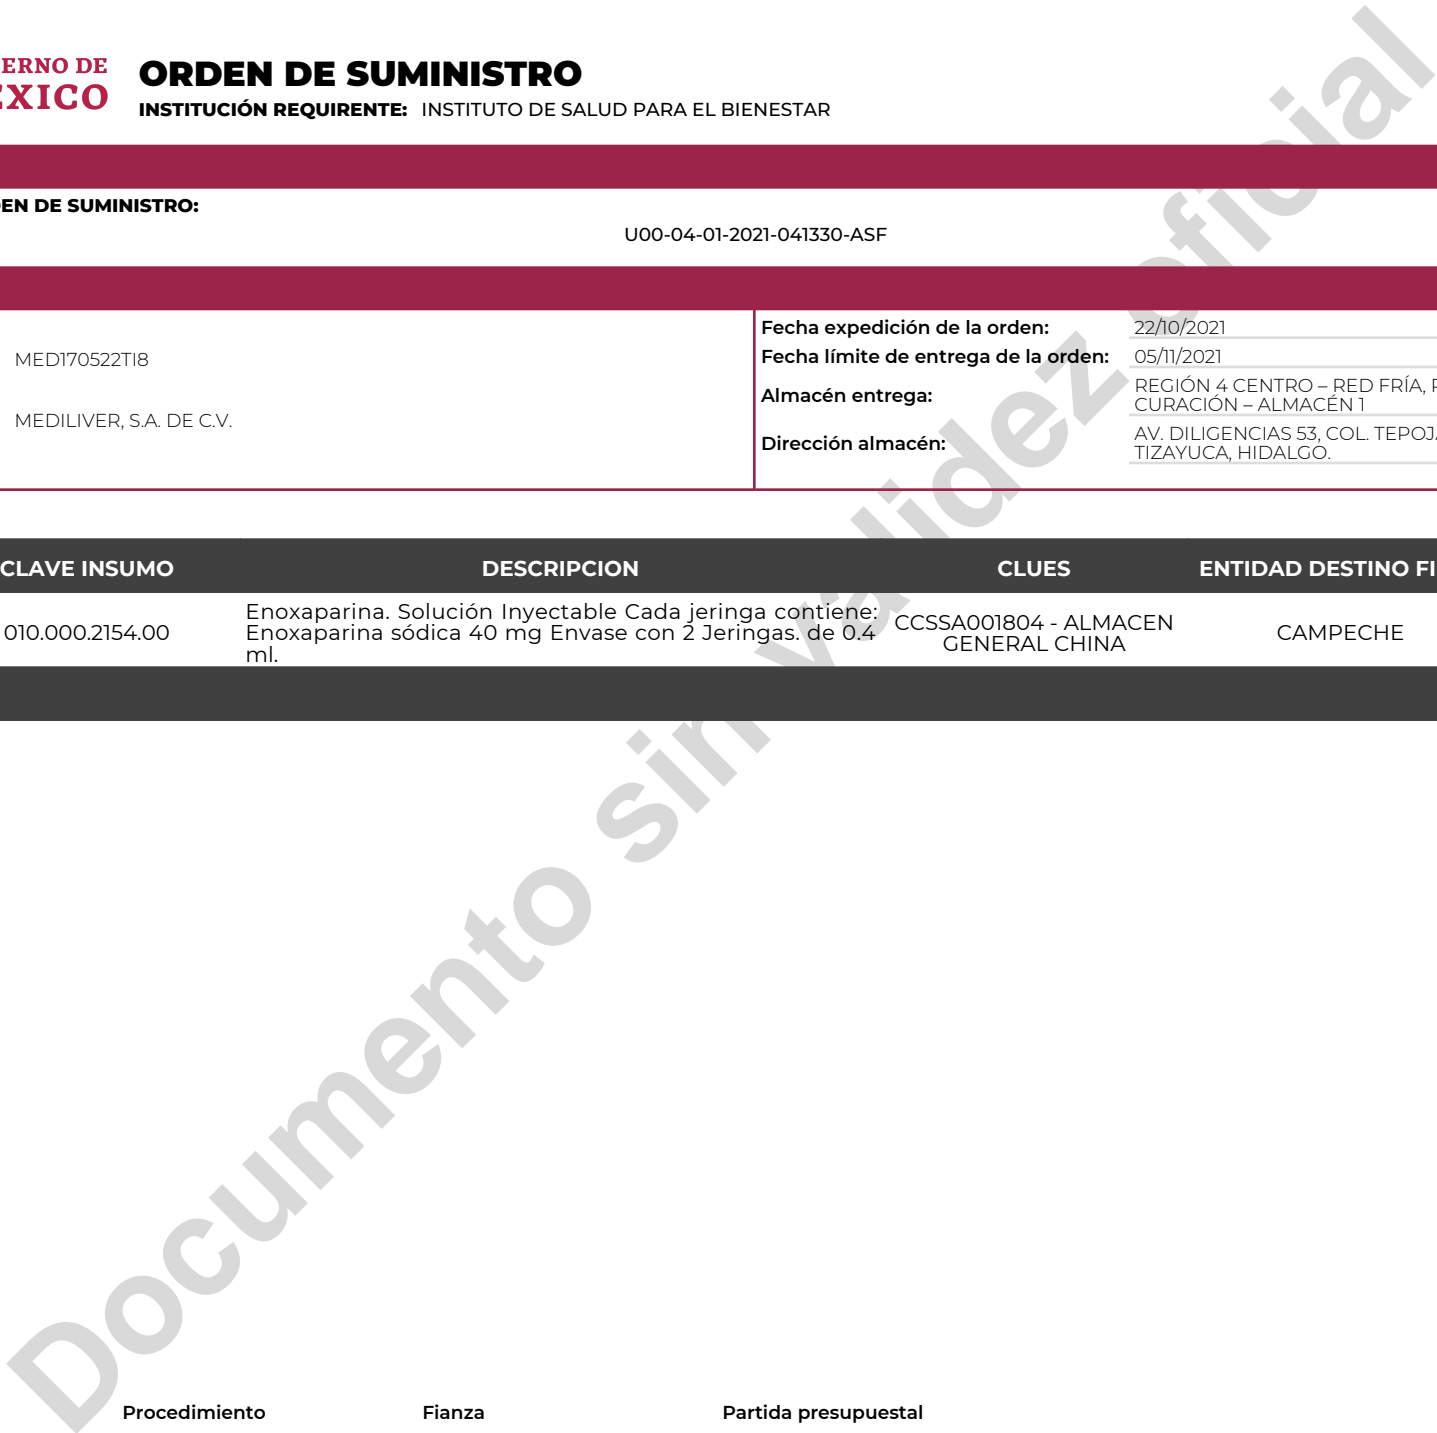 ERNO DE
EXICO
ORDEN DE SUMINISTRO
INSTITUCIÓN REQUIRENTE: INSTITUTO DE SALUD PARA EL BIENESTAR
EN DE SUMINISTRO:
U00-04-01-2021-041330-ASF
MED170522TI8
MEDILIVER, S.A. DE C.V.
Fecha expedición de la orden: 22/10/2021
Fecha límite de entrega de la orden: 05/11/2021
Almacén entrega: REGIÓN 4 CENTRO – RED FRÍA,
CURACIÓN – ALMACÉN 1
Dirección almacén: AV. DILIGENCIAS 53, COL. TEPOJ
TIZAYUCA, HIDALGO.
CLAVE INSUMO DESCRIPCION CLUES ENTIDAD DESTINO FI
010.000.2154.00
Enoxaparina. Solución Inyectable Cada jeringa contiene:
Enoxaparina sódica 40 mg Envase con 2 Jeringas. de 0.4
ml.
CCSSA001804 - ALMACEN
GENERAL CHINA
CAMPECHE
Documento sin validez oficial
Procedimiento Fianza Partida presupuestal